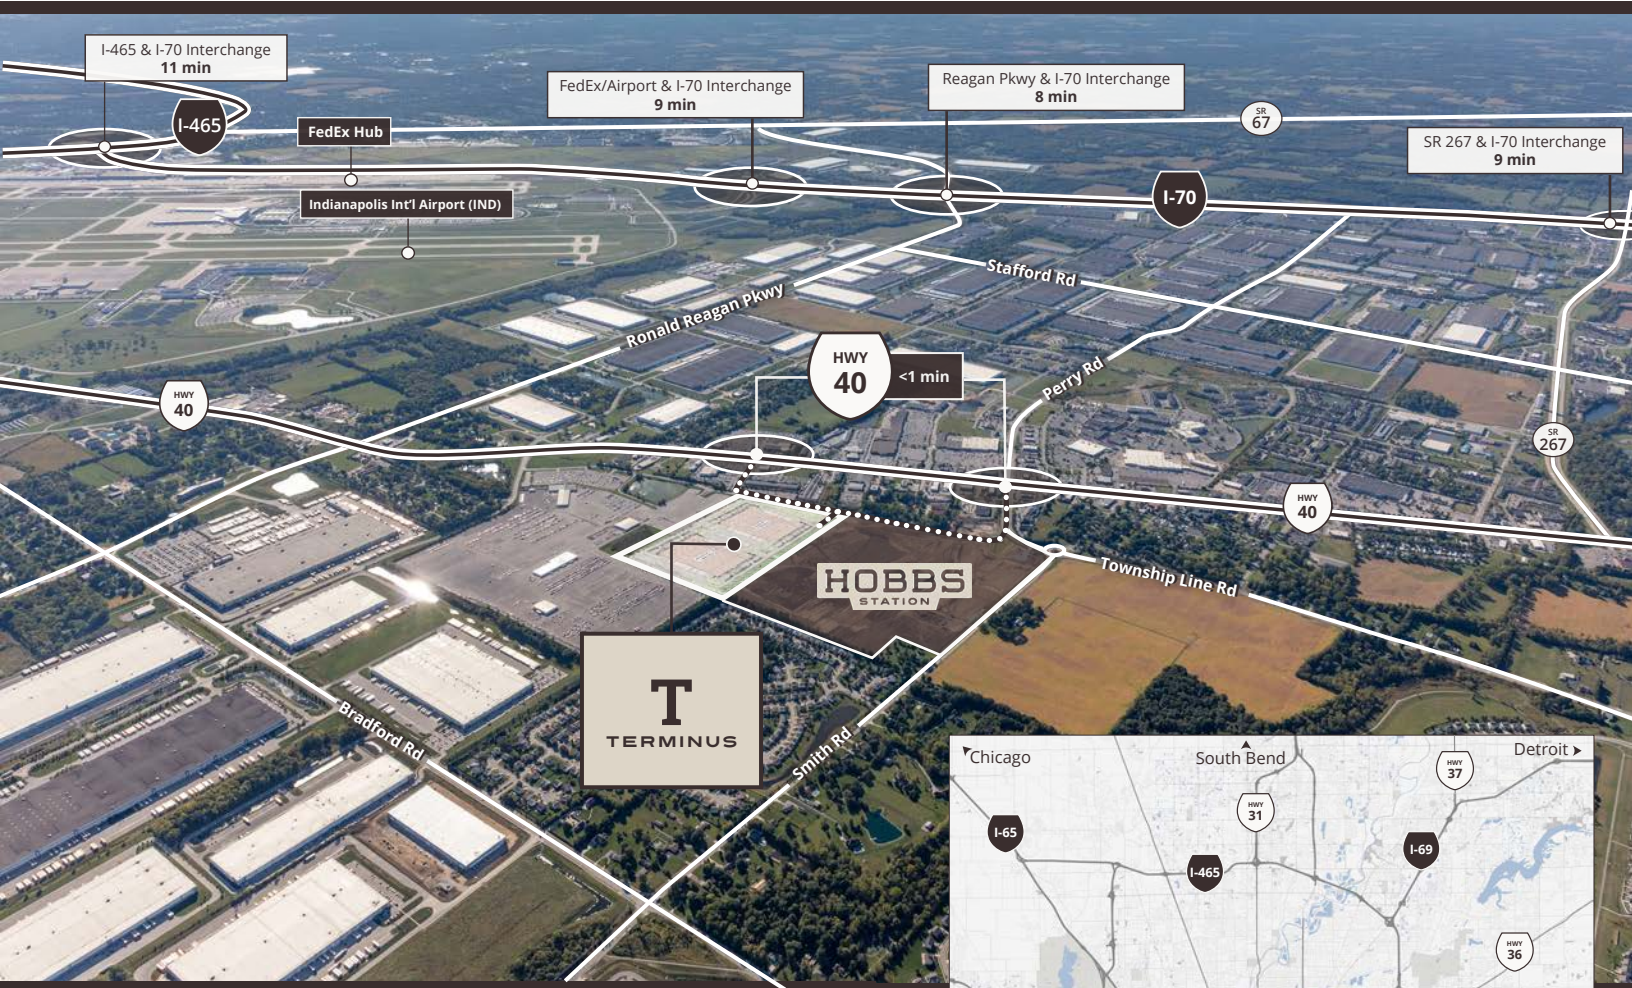 I-465 & I-70 Interchange
11 min
I-465
FedEx Hub
Indianapolis Int'l Airport (IND)
FedEx/Airport & I-70 Interchange
9 min
Reagan Pkwy & I-70 Interchange
8 min
SR
67
SR 267 & I-70 Interchange
9 min
I-70
Stafford Rd
Ronald Reagan Pkwy
HWY
40
<1 min
Perry Rd
HWY
40
SR
267
HWY
40
HOBBS
STATION
Township Line Rd
T
TERMINUS
Bradford Rd
Smith Rd
Chicago
South Bend
Detroit
HWY
37
HWY
31
I-65
I-69
I-465
HWY
36